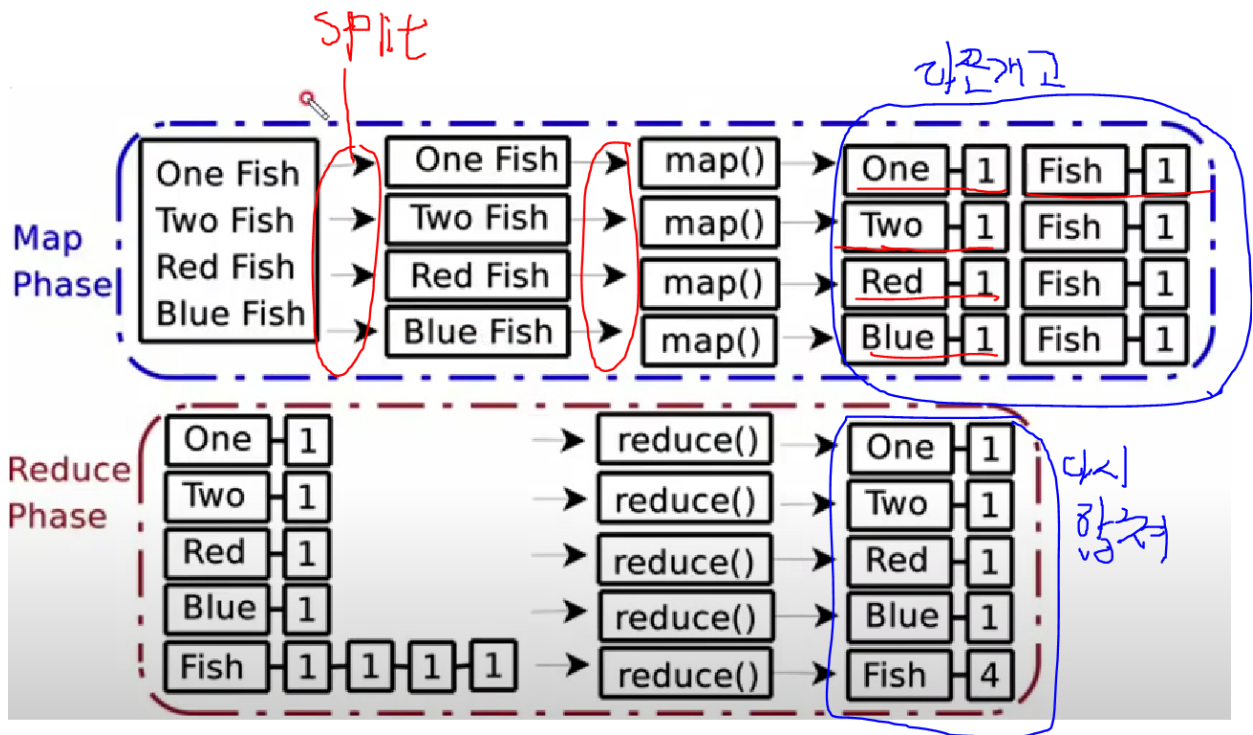 split
다쪼개고
Map Phase
One Fish
Two Fish
Red Fish
Blue Fish
One Fish map() One 1 Fish 1
Two Fish map() Two 1 Fish 1
Red Fish map() Red 1 Fish 1
Blue Fish map() Blue 1 Fish 1
Reduce
Phase
One 1 reduce() One 1
Two 1 reduce() Two 1
Red 1 reduce() Red 1
Blue 1 reduce() Blue 1
Fish 1 1 1 1 reduce() Fish 4
다시
합쳐